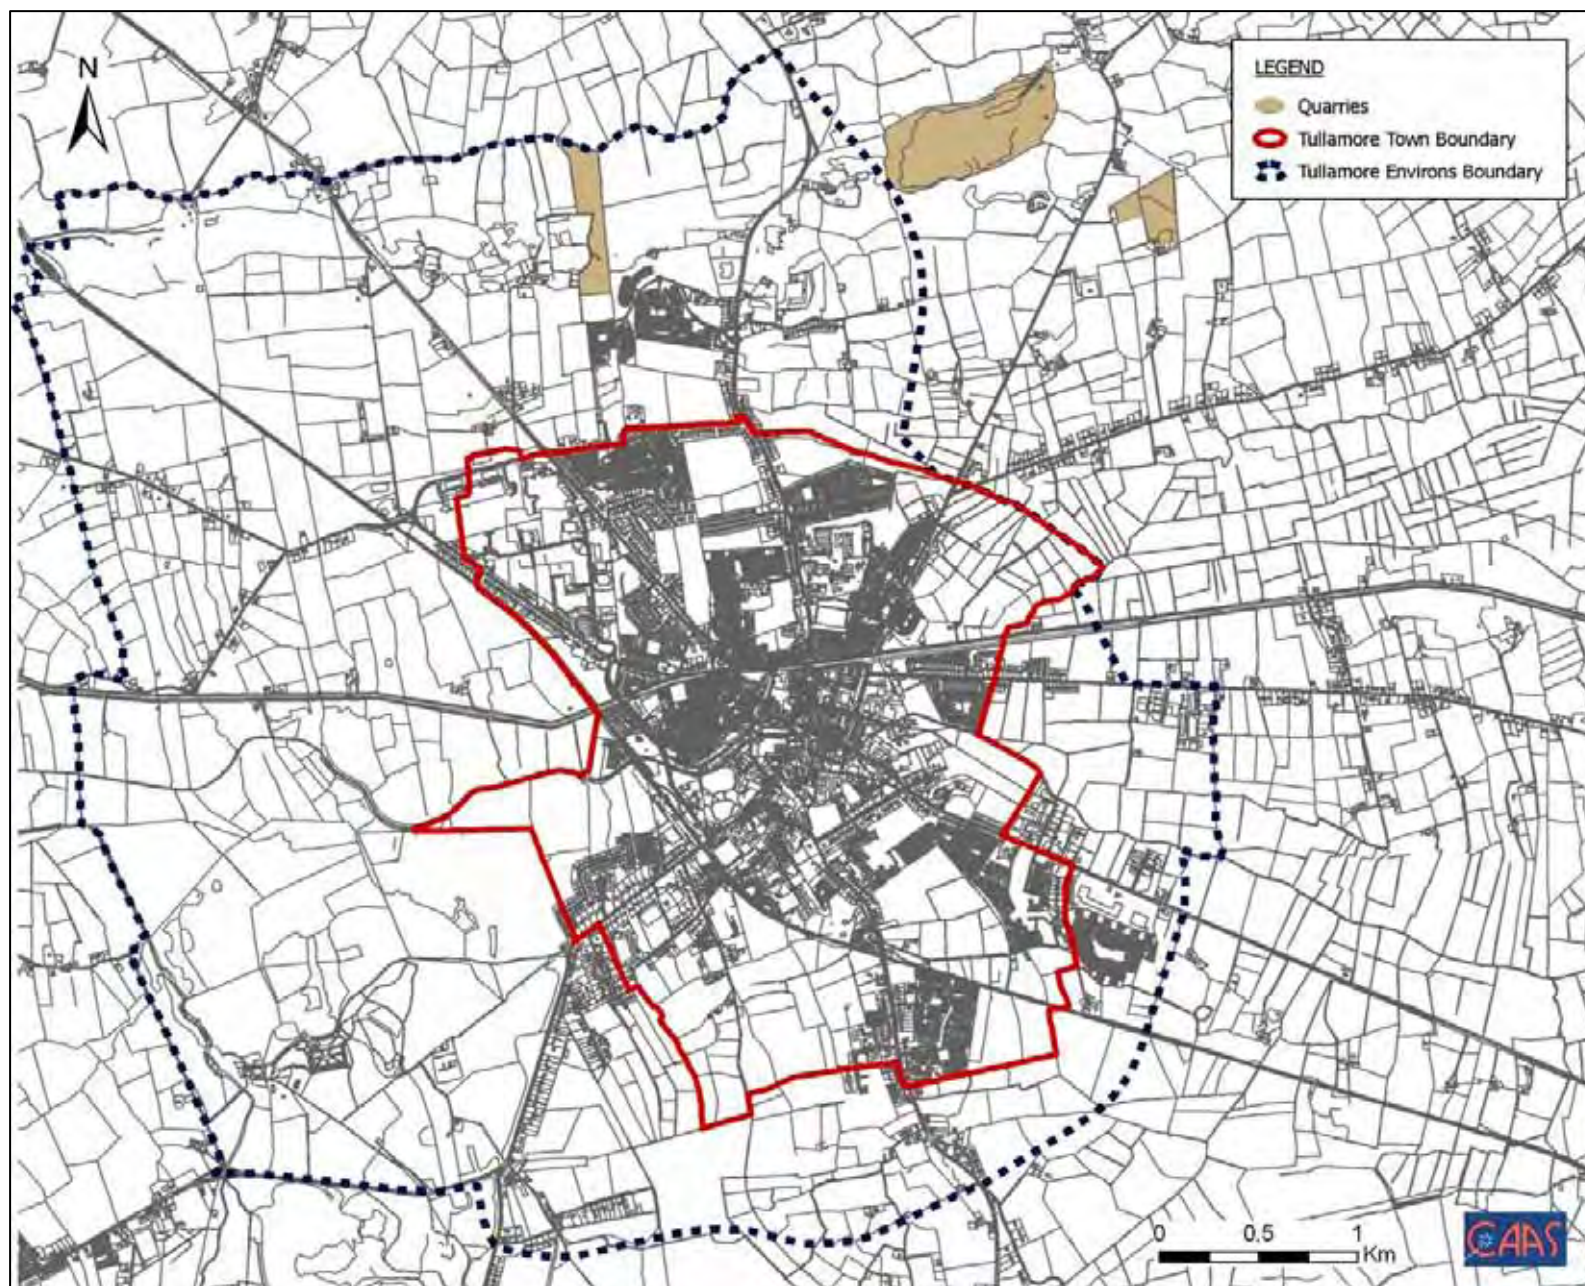 N
LEGEND
Quarries
Tullamore Town Boundary
Tullamore Environs Boundary
0 0.5 1
Km
CAAS